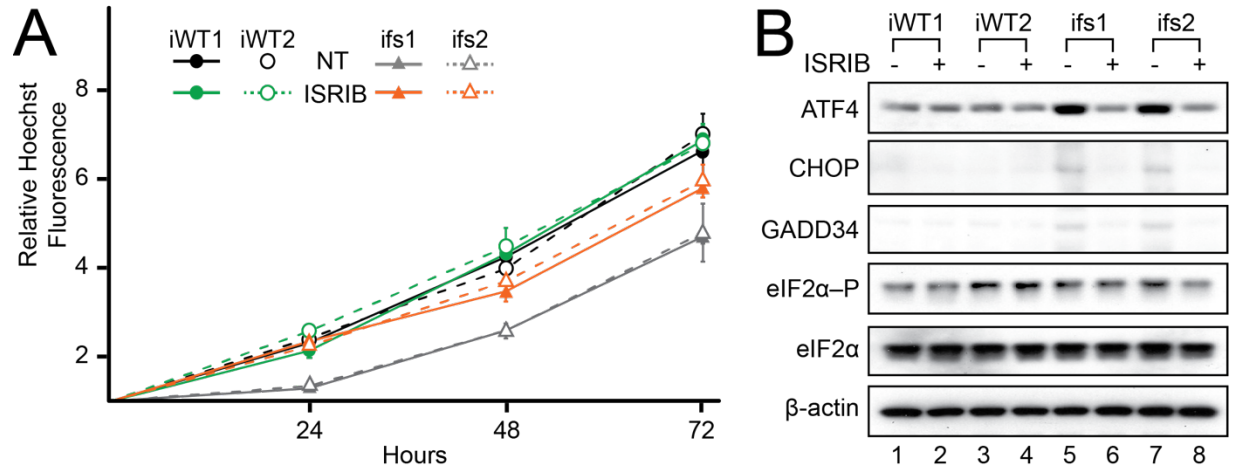 A
iWT1 iWT2 ifs1 ifs2
NT
ISRIB
Relative Hoechst
Fluorescence
8
6
4
2
24 48 72
Hours
B
iWT1 iWT2 ifs1 ifs2
ISRIB - + - + - + - +
ATF4
CHOP
GADD34
eIF2α–P
eIF2α
β-actin
1 2 3 4 5 6 7 8